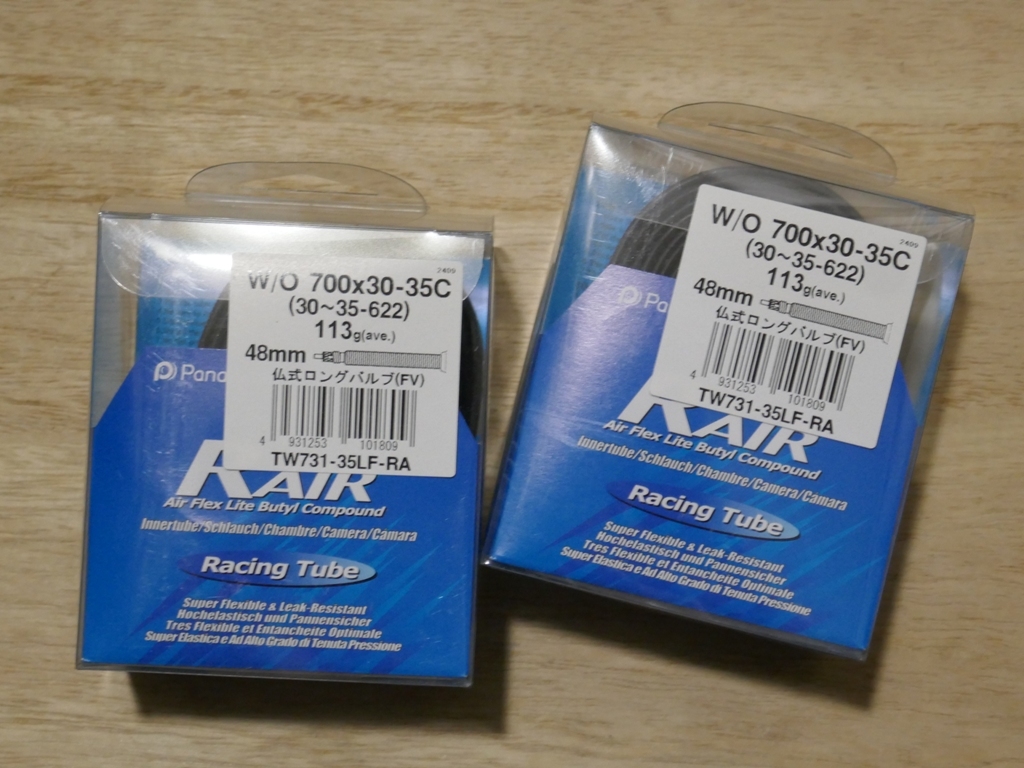 2409
W/O 700x30-35C
(30~35-622)
113g(ave.)
48mm
仏式ロングバルブ(FV)
4 931253 101809
TW731-35LF-RA
Pana
RAIR
Air Flex Lite Butyl Compound
Innertube/Schlauch/Chambre/Camera/Camara
Racing Tube
Super Flexible & Leak-Resistant
Hochelastisch und Pannensicher
Tres Flexible et Entancheite Optimale
Super Elastica e Ad Alto Grado di Tenuta Pressione
2409
W/O 700x30-35C
(30~35-622)
113g(ave.)
48mm
仏式ロングバルブ(FV)
4 931253 101809
TW731-35LF-RA
Pa
RAIR
Air Flex Lite Butyl Compound
Innertube/Schlauch/Chambre/Camera/Camara
Racing Tube
Super Flexible & Leak-Resistant
Hochelastisch und Pannensicher
Tres Flexible et Entancheite Optimale
Super Elastica e Ad Alto Grado di Tenuta Pressione